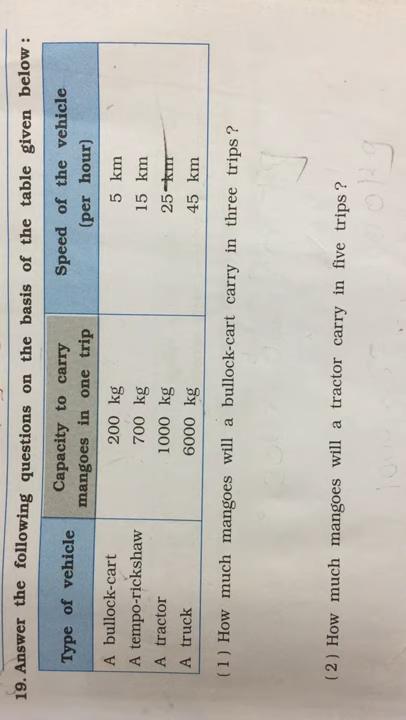 19. Answer the following questions on the basis of the table given below :
Type of vehicle Capacity to carry mangoes in one trip Speed of the vehicle (per hour)
A bullock-cart 200 kg 5 km
A tempo-rickshaw 700 kg 15 km
A tractor 1000 kg 25 km
A truck 6000 kg 45 km
(1) How much mangoes will a bullock-cart carry in three trips?
(2) How much mangoes will a tractor carry in five trips?